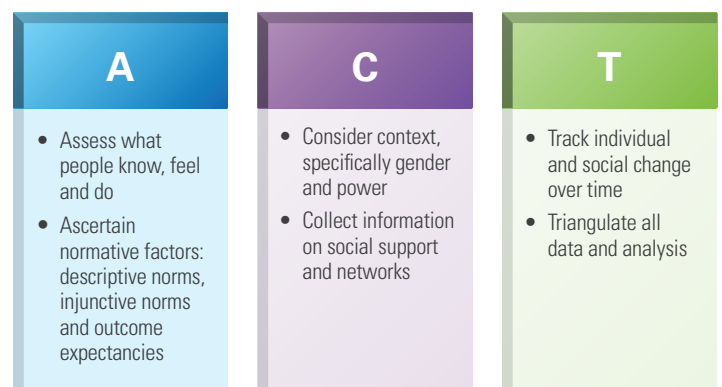 A
• Assess what
people know, feel
and do
• Ascertain
normative factors:
descriptive norms,
injunctive norms
and outcome
expectancies
C
• Consider context,
specifically gender
and power
• Collect information
on social support
and networks
T
• Track individual
and social change
over time
• Triangulate all
data and analysis